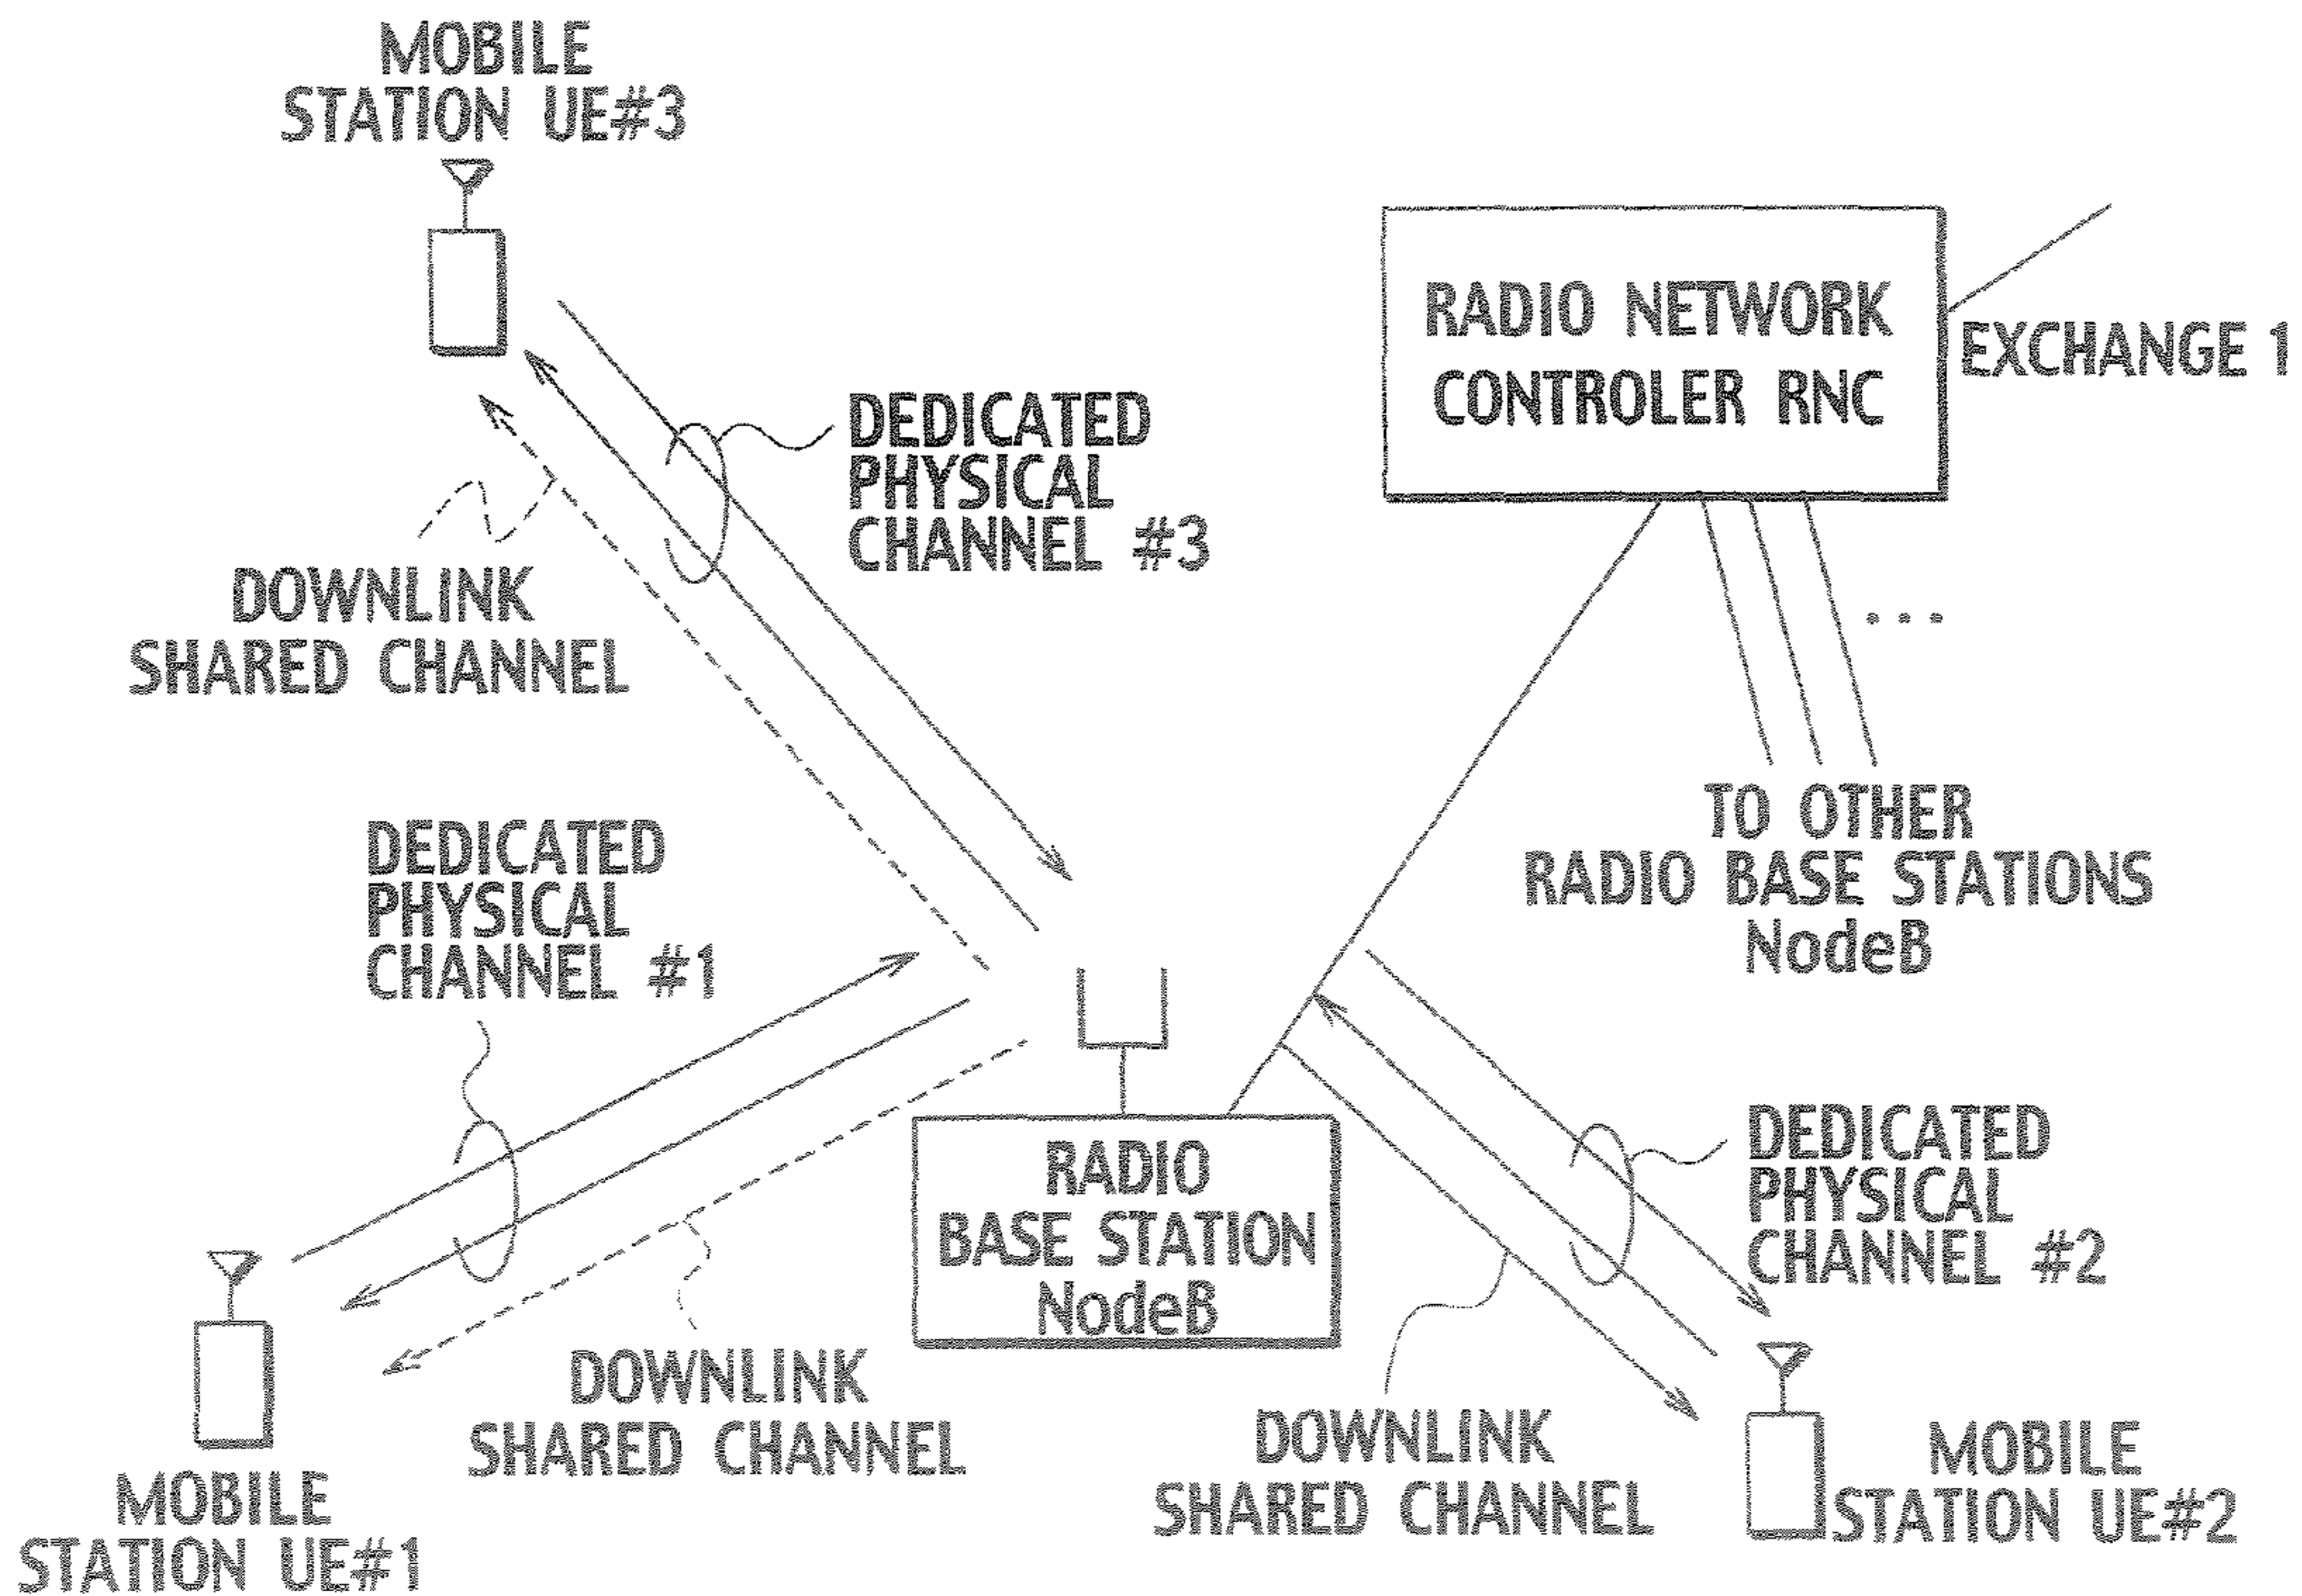 MOBILE
STATION UE#3
RADIO NETWORK
CONTROLER RNC
EXCHANGE 1
DEDICATED
PHYSICAL
CHANNEL #3
DOWNLINK
SHARED CHANNEL
...
TO OTHER
RADIO BASE STATIONS
NodeB
DEDICATED
PHYSICAL
CHANNEL #1
RADIO
BASE STATION
NodeB
DEDICATED
PHYSICAL
CHANNEL #2
DOWNLINK
SHARED CHANNEL
DOWNLINK
SHARED CHANNEL
MOBILE
STATION UE#1
MOBILE
STATION UE#2